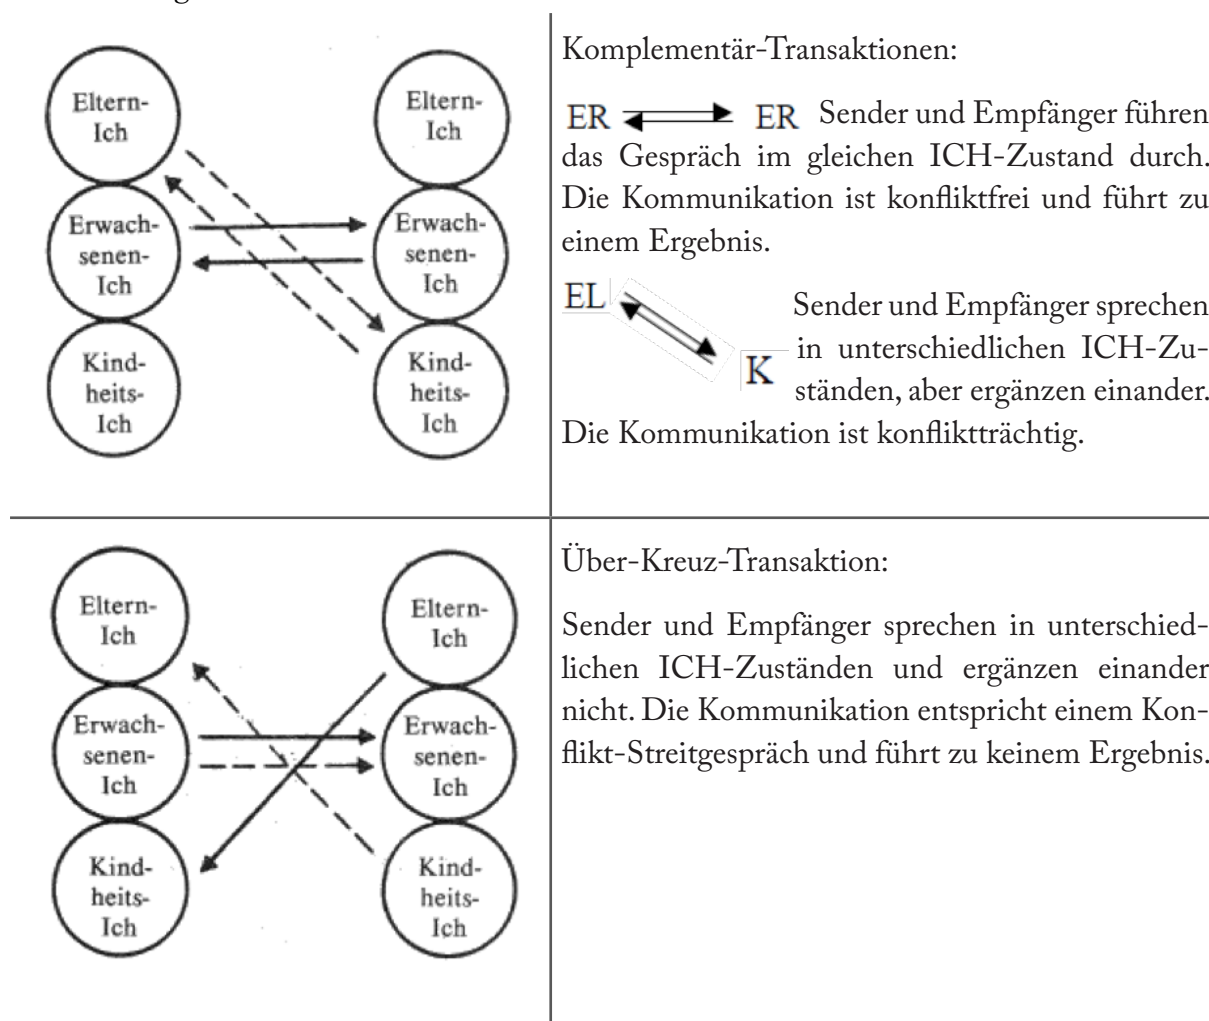 Eltern-
Ich
Erwach-
senen-
Ich
Kind-
heits-
Ich
Eltern-
Ich
Erwach-
senen-
Ich
Kind-
heits-
Ich
Komplementär-Transaktionen:
ER ER Sender und Empfänger führen
das Gespräch im gleichen ICH-Zustand durch.
Die Kommunikation ist konfliktfrei und führt zu
einem Ergebnis.
EL Sender und Empfänger sprechen
K in unterschiedlichen ICH-Zu-
ständen, aber ergänzen einander.
Die Kommunikation ist konfliktträchtig.
Eltern-
Ich
Erwach-
senen-
Ich
Kind-
heits-
Ich
Eltern-
Ich
Erwach-
senen-
Ich
Kind-
heits-
Ich
Über-Kreuz-Transaktion:
Sender und Empfänger sprechen in unterschied-
lichen ICH-Zuständen und ergänzen einander
nicht. Die Kommunikation entspricht einem Kon-
flikt-Streitgespräch und führt zu keinem Ergebnis.